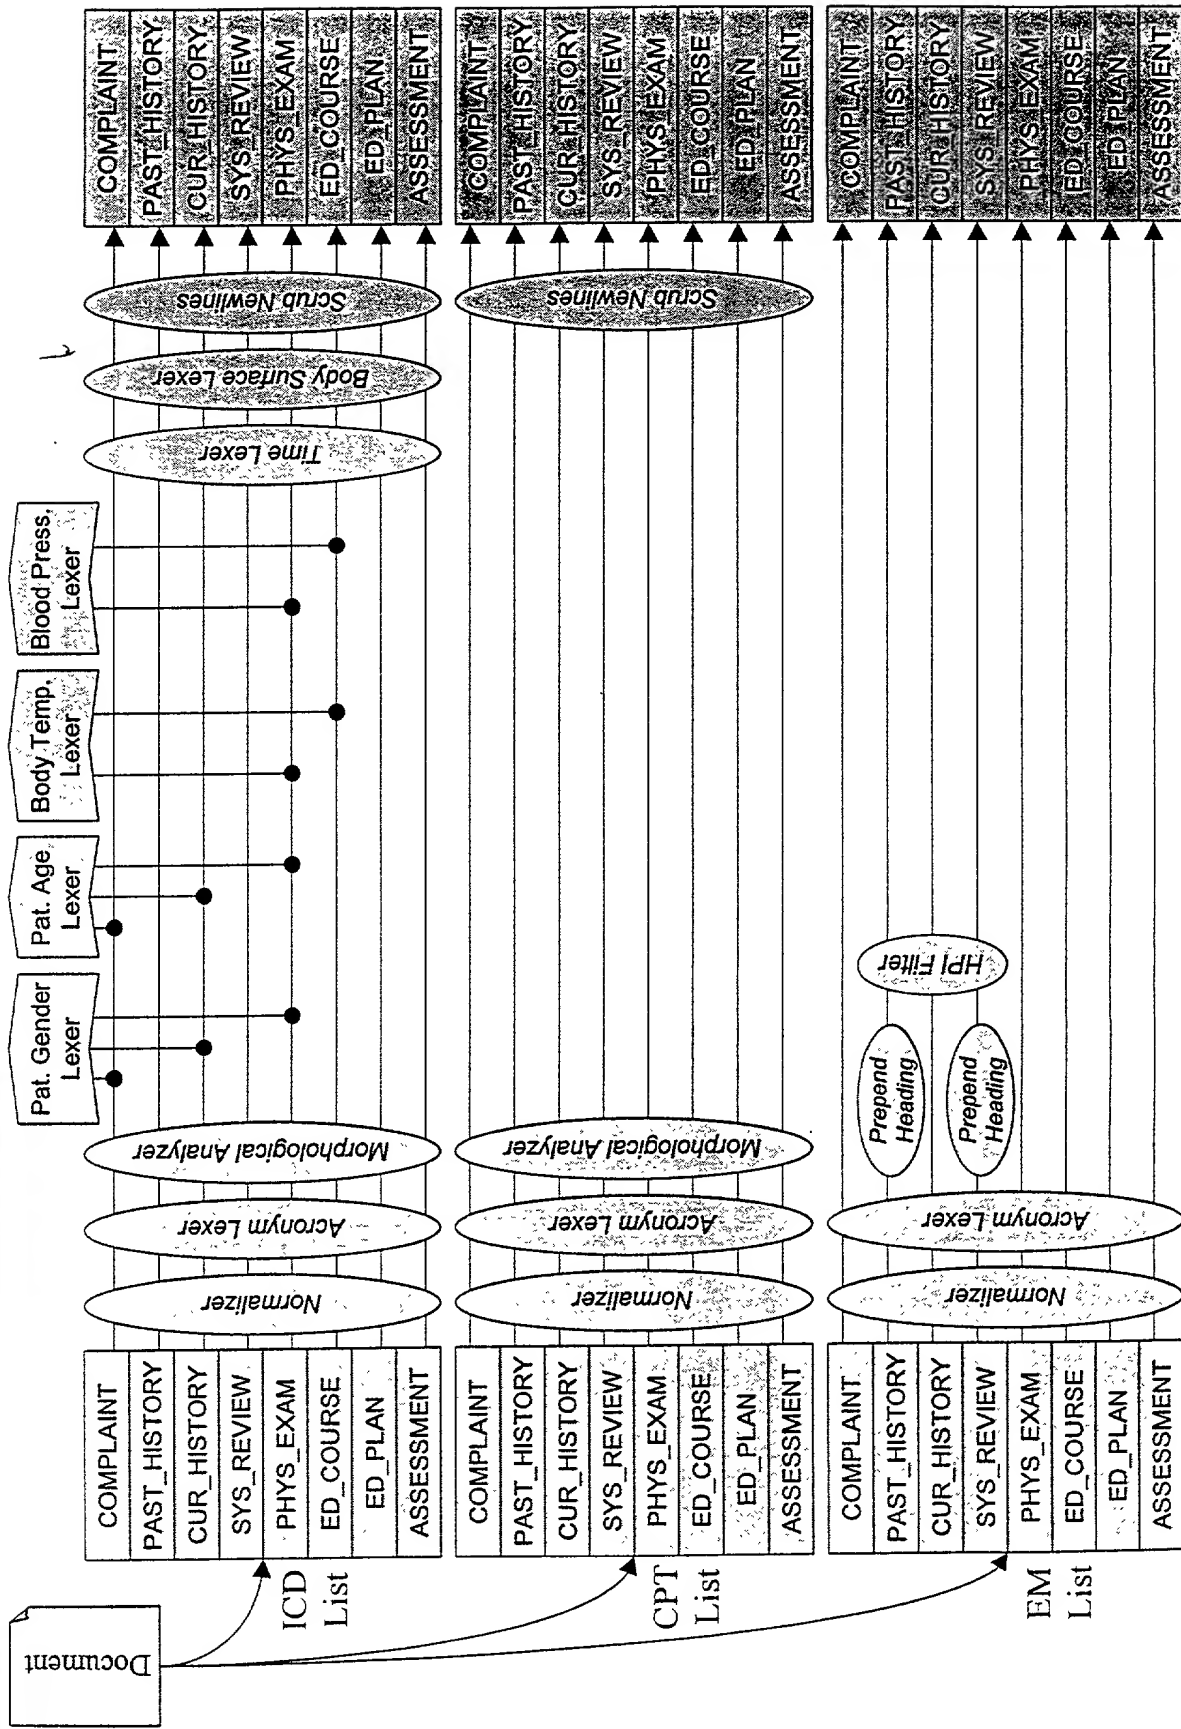 Document
ICD
List
COMPLAINT
PAST_HISTORY
CUR_HISTORY
SYS_REVIEW
PHYS_EXAM
ED_COURSE
ED_PLAN
ASSESSMENT
Normalizer
Acronym Lexer
Morphological Analyzer
Pat. Gender
Lexer
Pat. Age
Lexer
Body Temp.
Lexer
Blood Press.
Lexer
Time Lexer
Body Surface Lexer
Scrub Newlines
COMPLAINT
PAST_HISTORY
CUR_HISTORY
SYS_REVIEW
PHYS_EXAM
ED_COURSE
ED_PLAN
ASSESSMENT
CPT
List
COMPLAINT
PAST_HISTORY
CUR_HISTORY
SYS_REVIEW
PHYS_EXAM
ED_COURSE
ED_PLAN
ASSESSMENT
Normalizer
Acronym Lexer
Morphological Analyzer
Scrub Newlines
COMPLAINT
PAST_HISTORY
CUR_HISTORY
SYS_REVIEW
PHYS_EXAM
ED_COURSE
ED_PLAN
ASSESSMENT
EM
List
COMPLAINT
PAST_HISTORY
CUR_HISTORY
SYS_REVIEW
PHYS_EXAM
ED_COURSE
ED_PLAN
ASSESSMENT
Normalizer
Acronym Lexer
Prepend
Heading
Prepend
Heading
HPI Filter
COMPLAINT
PAST_HISTORY
CUR_HISTORY
SYS_REVIEW
PHYS_EXAM
ED_COURSE
ED_PLAN
ASSESSMENT